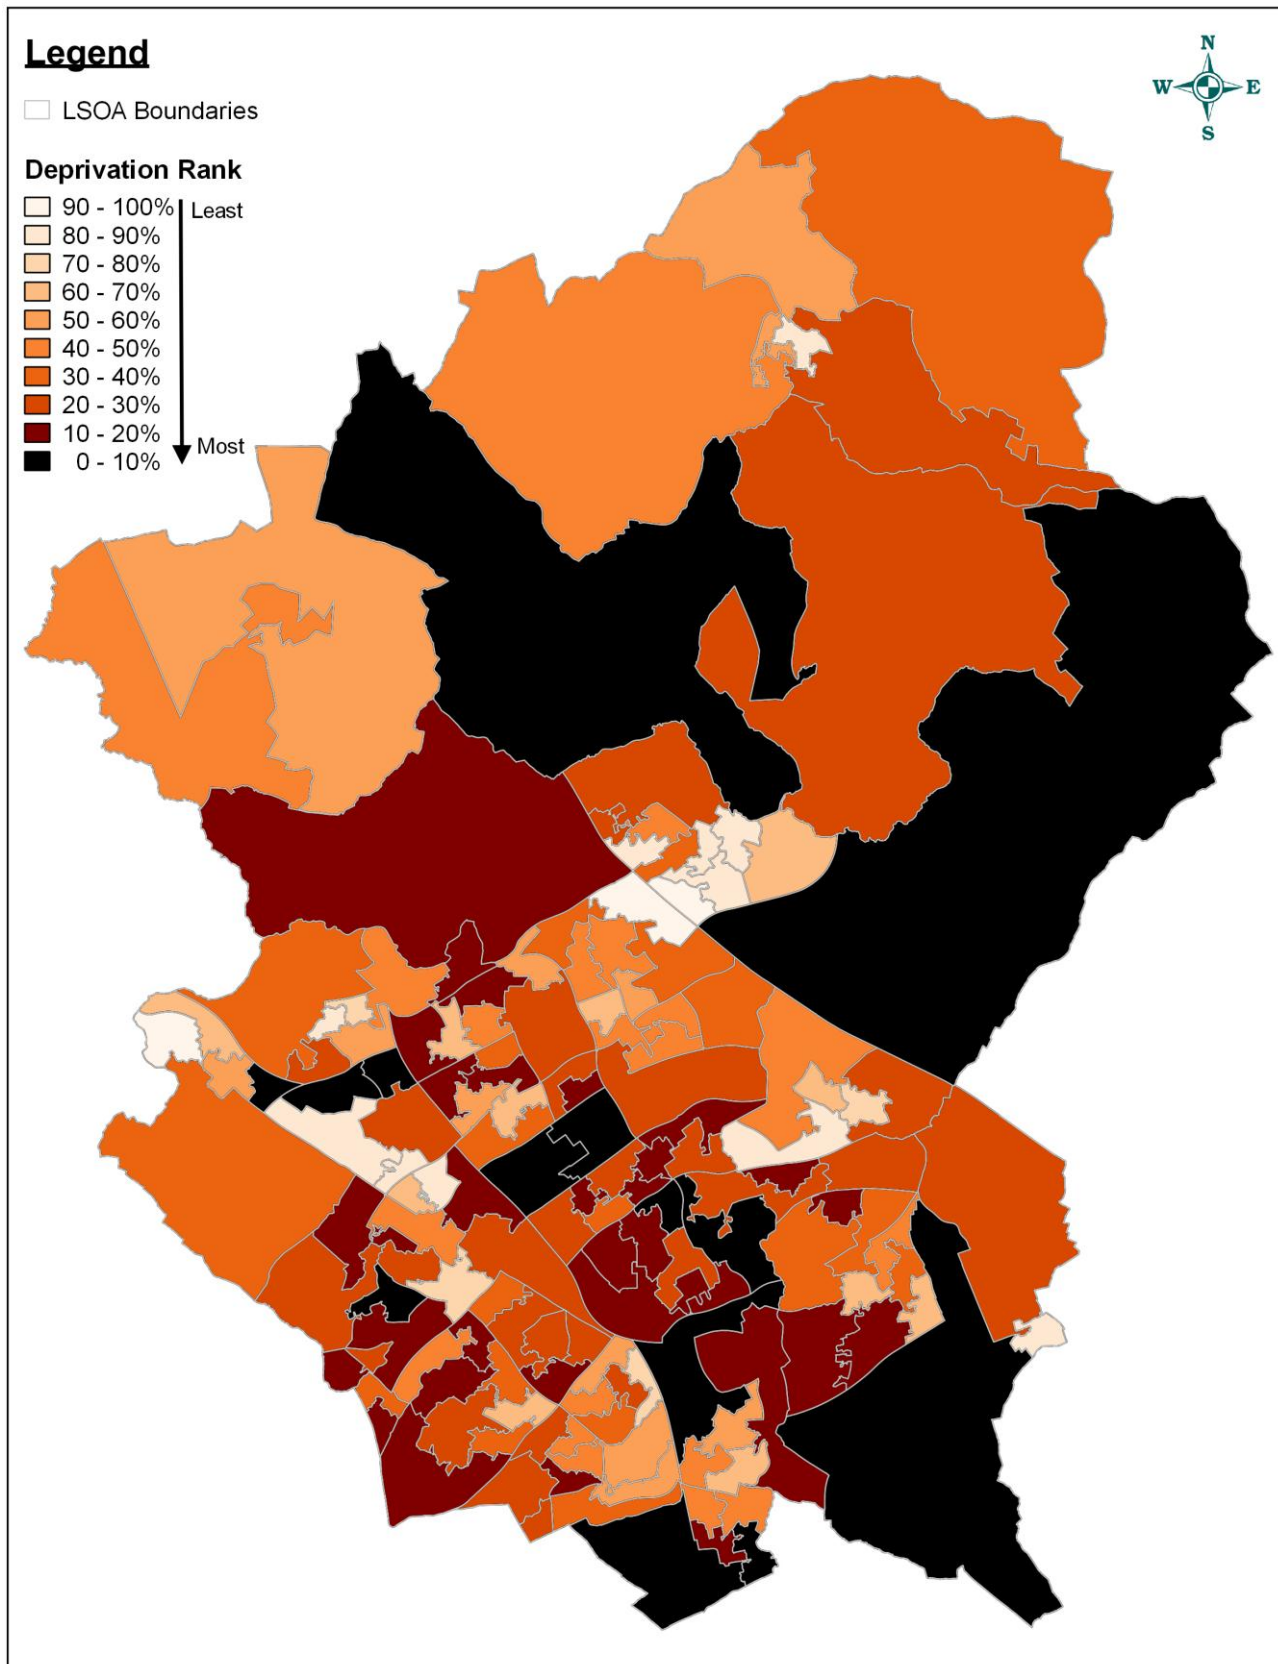 Legend
N
W E
S
LSOA Boundaries
Deprivation Rank
90 - 100% Least
80 - 90%
70 - 80%
60 - 70%
50 - 60%
40 - 50%
30 - 40%
20 - 30%
10 - 20% Most
0 - 10%